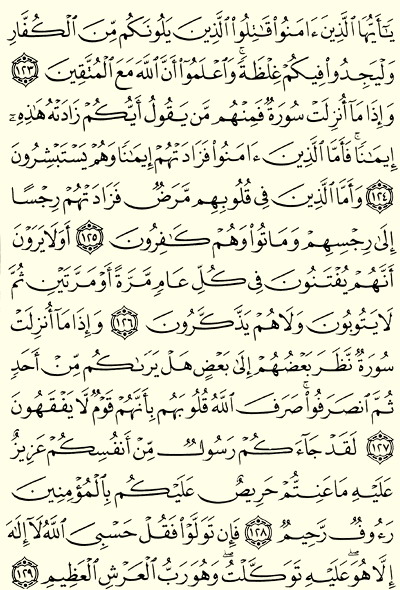 يَٰٓأَيُّهَا ٱلَّذِينَ ءَامَنُواْ قَٰتِلُواْ ٱلَّذِينَ يَلُونَكُم مِّنَ ٱلۡكُفَّارِ
وَلۡيَجِدُواْ فِيكُمۡ غِلۡظَةٗۚ وَٱعۡلَمُوٓاْ أَنَّ ٱللَّهَ مَعَ ٱلۡمُتَّقِينَ ١٢٣
وَإِذَا مَآ أُنزِلَتۡ سُورَةٞ فَمِنۡهُم مَّن يَقُولُ أَيُّكُمۡ زَادَتۡهُ هَٰذِهِۦٓ
إِيمَٰنٗاۚ فَأَمَّا ٱلَّذِينَ ءَامَنُواْ فَزَادَتۡهُمۡ إِيمَٰنٗا وَهُمۡ يَسۡتَبۡشِرُونَ
١٢٤ وَأَمَّا ٱلَّذِينَ فِي قُلُوبِهِم مَّرَضٞ فَزَادَتۡهُمۡ رِجۡسًا
إِلَىٰ رِجۡسِهِمۡ وَمَاتُواْ وَهُمۡ كَٰفِرُونَ ١٢٥ أَوَلَا يَرَوۡنَ
أَنَّهُمۡ يُفۡتَنُونَ فِي كُلِّ عَامٖ مَّرَّةً أَوۡ مَرَّتَيۡنِ ثُمَّ
لَا يَتُوبُونَ وَلَا هُمۡ يَذَّكَّرُونَ ١٢٦ وَإِذَا مَآ أُنزِلَتۡ
سُورَةٞ نَّظَرَ بَعۡضُهُمۡ إِلَىٰ بَعۡضٍ هَلۡ يَرَىٰكُم مِّنۡ أَحَدٖ
ثُمَّ ٱنصَرَفُواْۚ صَرَفَ ٱللَّهُ قُلُوبَهُم بِأَنَّهُمۡ قَوۡمٞ لَّا يَفۡقَهُونَ
١٢٧ لَقَدۡ جَآءَكُمۡ رَسُولٞ مِّنۡ أَنفُسِكُمۡ عَزِيزٌ
عَلَيۡهِ مَا عَنِتُّمۡ حَرِيصٌ عَلَيۡكُم بِٱلۡمُؤۡمِنِينَ
رَءُوفٞ رَّحِيمٞ ١٢٨ فَإِن تَوَلَّوۡاْ فَقُلۡ حَسۡبِيَ ٱللَّهُ لَآ إِلَٰهَ
إِلَّا هُوَۖ عَلَيۡهِ تَوَكَّلۡتُۖ وَهُوَ رَبُّ ٱلۡعَرۡشِ ٱلۡعَظِيمِ ١٢٩